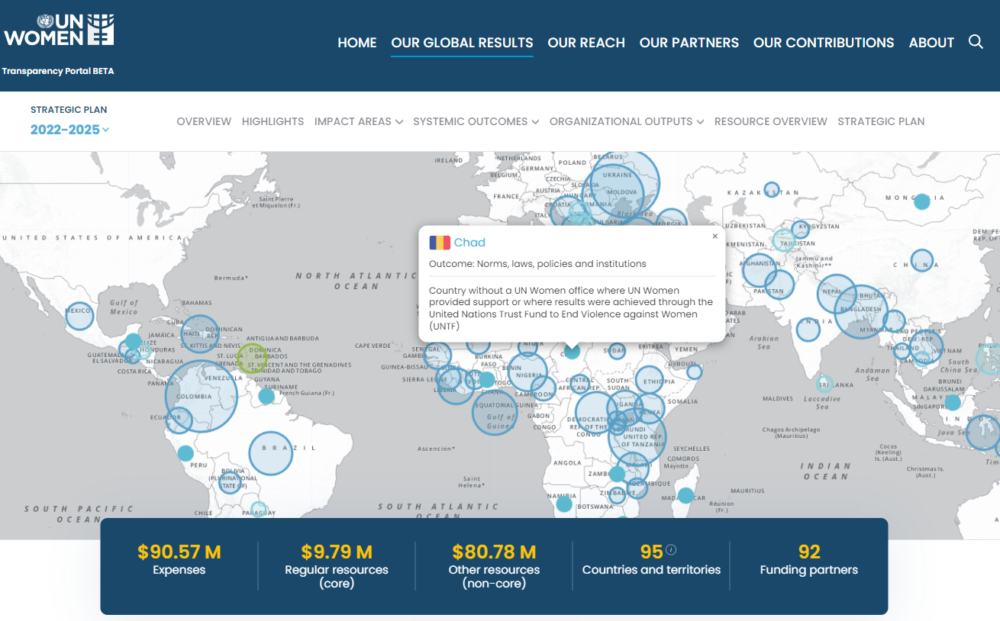 UN
WOMEN
Transparency Portal BETA
HOME OUR GLOBAL RESULTS OUR REACH OUR PARTNERS OUR CONTRIBUTIONS ABOUT
STRATEGIC PLAN
2022-2025
OVERVIEW HIGHLIGHTS IMPACT AREAS SYSTEMIC OUTCOMES ORGANIZATIONAL OUTPUTS RESOURCE OVERVIEW STRATEGIC PLAN
IRELAND
NETHERLANDS
BELARUS
POLAND
GERMANY
BELGIUM
UKRAINE
CZECHIA
AUSTRIA
MOLDOVA
FRANCE
CROATIA
Black Sea
KAZAKHSTAN
MONGOLIA
Saint Pierre
et Miquelon (Fr.)
UNITED STATES OF AMERICA
UZBEKISTAN
KYRGYZSTAN
TAJIKISTAN
Bermuda*
NORTH ATLANTIC
OCEAN
Jammu and
Kashmir**
AFGHANISTAN
CHINA
PAKISTAN
NEPAL
BHUTAN
BANGLADESH
INDIA
Gulf of
Mexico
MEXICO
BAHAMAS
CUBA
HAITI
DOMINICAN
REP.
JAMAICA
HONDURAS
ANTIGUA AND BARBUDA
ST. KITTS AND NEVIS
DOMINICA
ST. LUCIA
BARBADOS
GUATEMALA
EL SALVADOR
NICARAGUA
GRENADA
ST. VINCENT AND THE GRENADINES
TRINIDAD AND TOBAGO
COSTA RICA
PANAMA
VENEZUELA
GUYANA
SURINAME
French Guiana (Fr.)
COLOMBIA
ECUADOR
PERU
BRAZIL
BOLIVIA
(PLURINATIONAL
STATE OF)
PARAGUAY
CHILE
SOUTH PACIFIC
OCEAN
Chad
Outcome: Norms, laws, policies and institutions
Country without a UN Women office where UN Women
provided support or where results were achieved through the
United Nations Trust Fund to End Violence against Women
(UNTF)
CAPE VERDE
SENEGAL
GAMBIA
GUINEA-BISSAU
SIERRA LEONE
LIBERIA
BURKINA
FASO
BENIN
TOGO
GHANA
NIGER
NIGERIA
CAMEROON
SUDAN
ERITREA
YEMEN
DJIBOUTI
CENTRAL
AFRICAN REP.
SOUTH
SUDAN
ETHIOPIA
SOMALIA
EQUATORIAL GUINEA
Gulf of
Guinea
GABON
CONGO
DEMOCRATIC
REP. OF THE
CONGO
UGANDA
KENYA
BURUNDI
UNITED REP.
OF TANZANIA
Ascension*
Saint
Helena*
SOUTH ATLANTIC
OCEAN
ANGOLA
MALAWI
ZAMBIA
MOZAMBIQUE
ZIMBABWE
NAMIBIA
BOTSWANA
MADAGASCAR
SEYCHELLES
COMOROS
Mayotte
MAURITIUS
Réunion
(Fr.)
INDIAN
OCEAN
Arabian
Sea
MALDIVES
Laccadive
Sea
SRI LANKA
Chagos Archipelago
(Mauritius)
MYANMAR
LAO PEOPLE'S
THAILAND
VIETNAM
CAMBODIA
Andaman
Sea
South
China Sea
BRUNEI
DARUSSALAM
MALAYSIA
SINGAPORE
Java Sea
Cocos
(Keeling)
Is. (Aust.)
Christmas Is.
(Aust.)
$90.57 M
Expenses
$9.79 M
Regular resources
(core)
$80.78 M
Other resources
(non-core)
95
Countries and territories
92
Funding partners